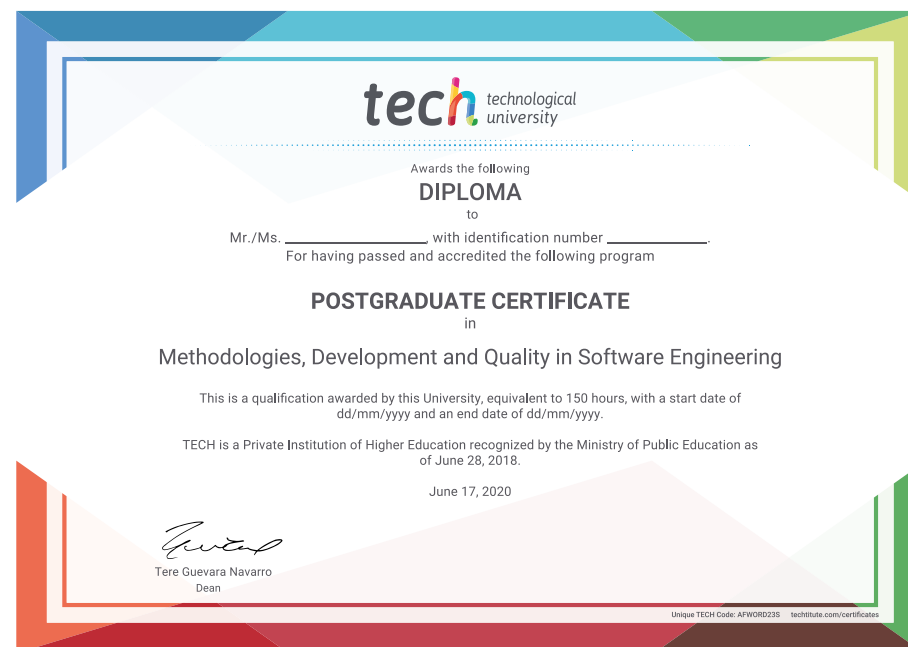 tech technological
university
Awards the following
DIPLOMA
to
Mr./Ms. ____________________, with identification number ______________.
For having passed and accredited the following program
POSTGRADUATE CERTIFICATE
in
Methodologies, Development and Quality in Software Engineering
This is a qualification awarded by this University, equivalent to 150 hours, with a start date of
dd/mm/yyyy and an end date of dd/mm/yyyy.
TECH is a Private Institution of Higher Education recognized by the Ministry of Public Education as
of June 28, 2018.
June 17, 2020
Tere Guevara Navarro
Dean
Unique TECH Code: AFWORD23S techtitute.com/certificates